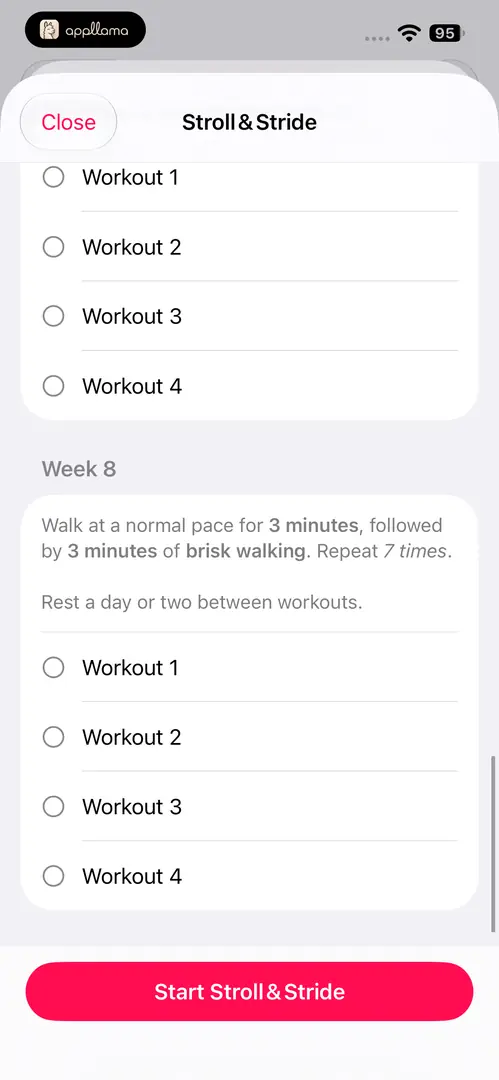 appllama
95
Close
Stroll & Stride
Workout 1
Workout 2
Workout 3
Workout 4
Week 8
Walk at a normal pace for 3 minutes, followed
by 3 minutes of brisk walking. Repeat 7 times.
Rest a day or two between workouts.
Workout 1
Workout 2
Workout 3
Workout 4
Start Stroll & Stride